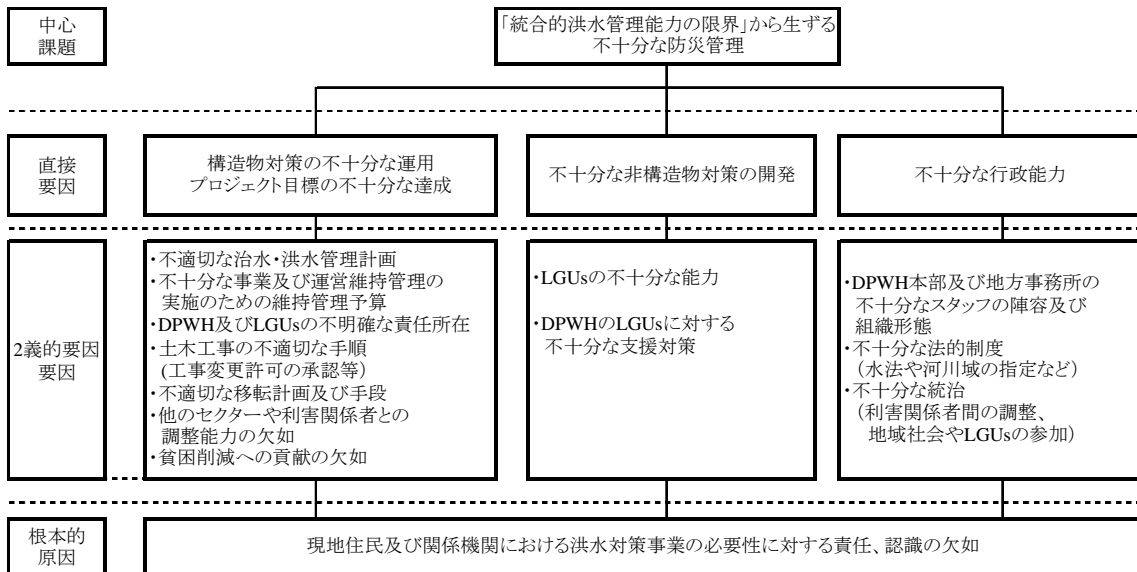 中心
課題
「統合的洪水管理能力の限界」から生ずる
不十分な防災管理
直接
要因
構造物対策の不十分な運用
プロジェクト目標の不十分な達成
不十分な非構造物対策の開発
不十分な行政能力
2義的要因
要因
・不適切な治水・洪水管理計画
・不十分な事業及び運営維持管理の
実施のための維持管理予算
・DPWH及びLGUsの不明確な責任所在
・土木工事の不適切な手順
(工事変更許可の承認等)
・不適切な移転計画及び手段
・他のセクターや利害関係者との
調整能力の欠如
・貧困削減への貢献の欠如
・LGUsの不十分な能力
・DPWHのLGUsに対する
不十分な支援対策
・DPWH本部及び地方事務所の
不十分なスタッフの陣容及び
組織形態
・不十分な法的制度
(水法や河川域の指定など)
・不十分な統治
(利害関係者間の調整、
地域社会やLGUsの参加)
根本的
原因
現地住民及び関係機関における洪水対策事業の必要性に対する責任、認識の欠如